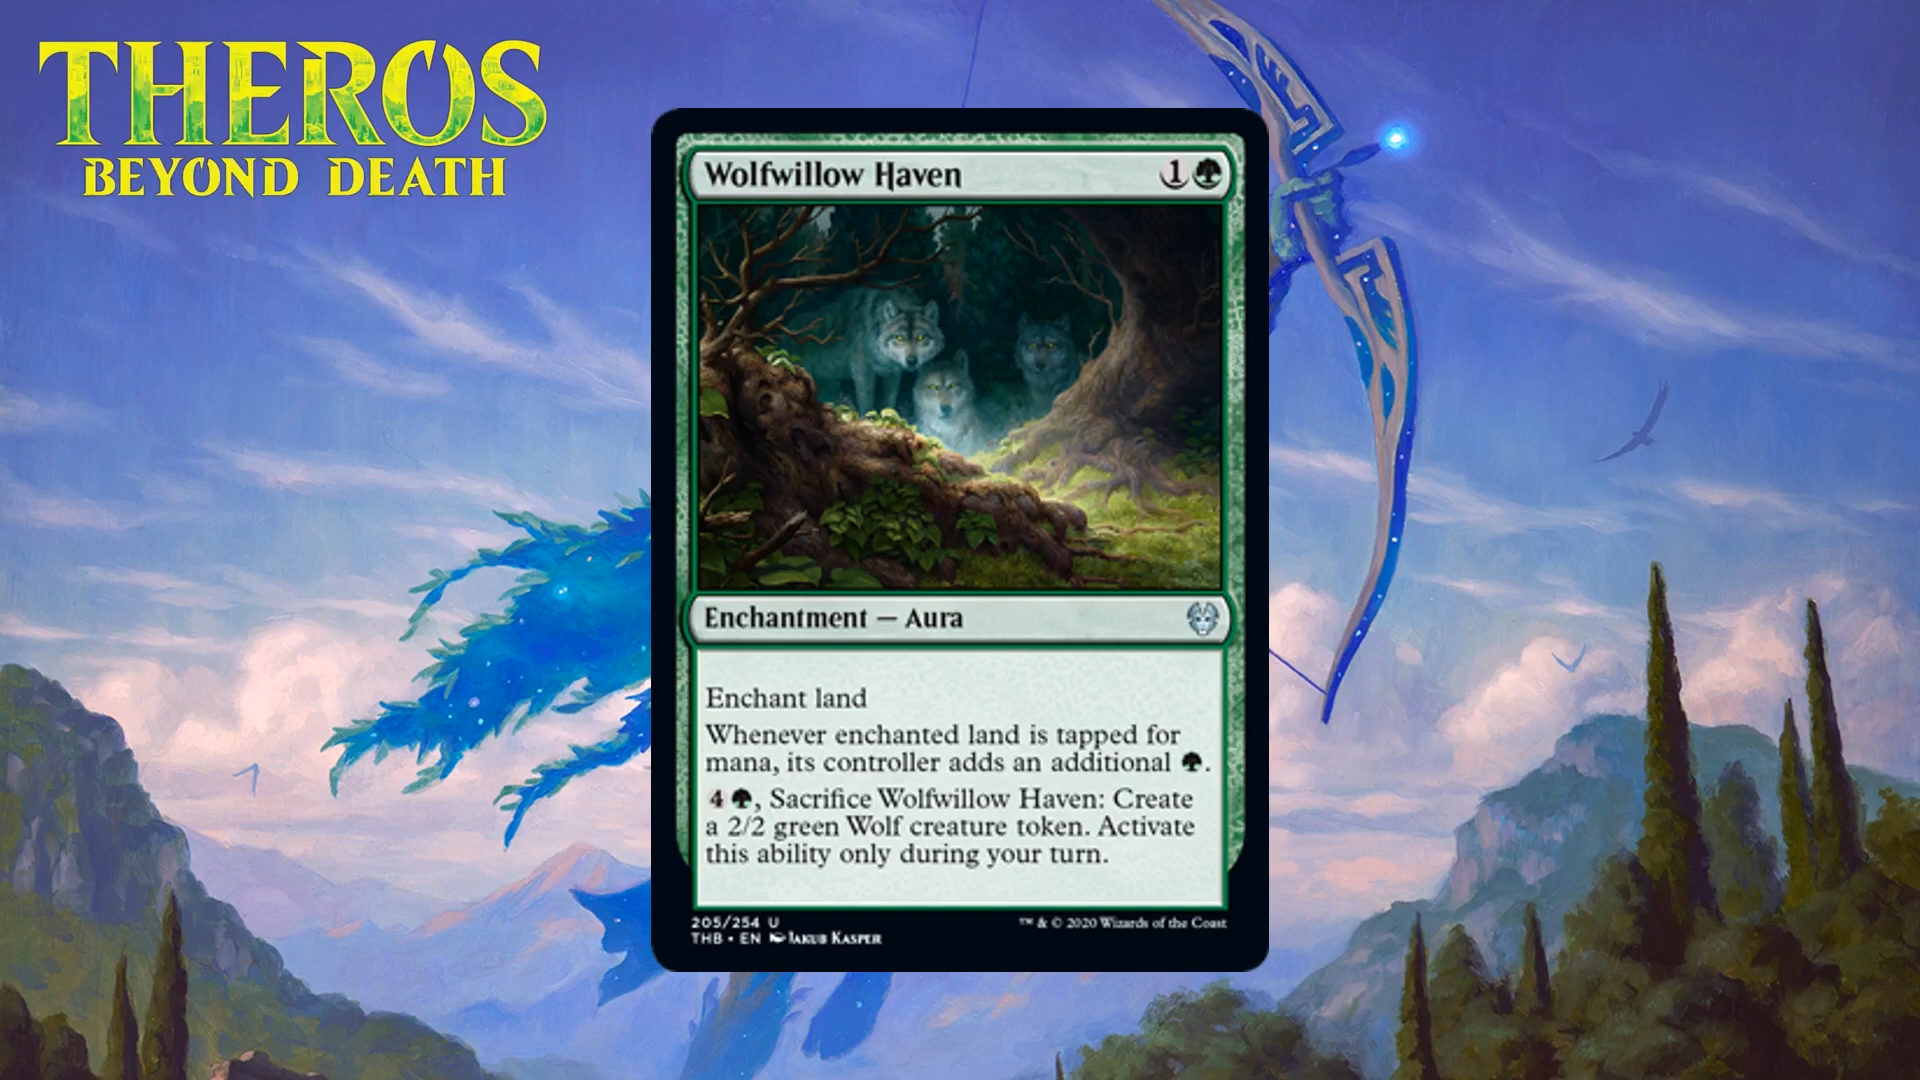 THEROS
BEYOND DEATH
Wolfwillow Haven 1
Enchantment — Aura
Enchant land
Whenever enchanted land is tapped for
mana, its controller adds an additional .
4 , Sacrifice Wolfwillow Haven: Create
a 2/2 green Wolf creature token. Activate
this ability only during your turn.
205/254 U ™ & © 2020 Wizards of the Coast
THB • EN Jakub Kasper